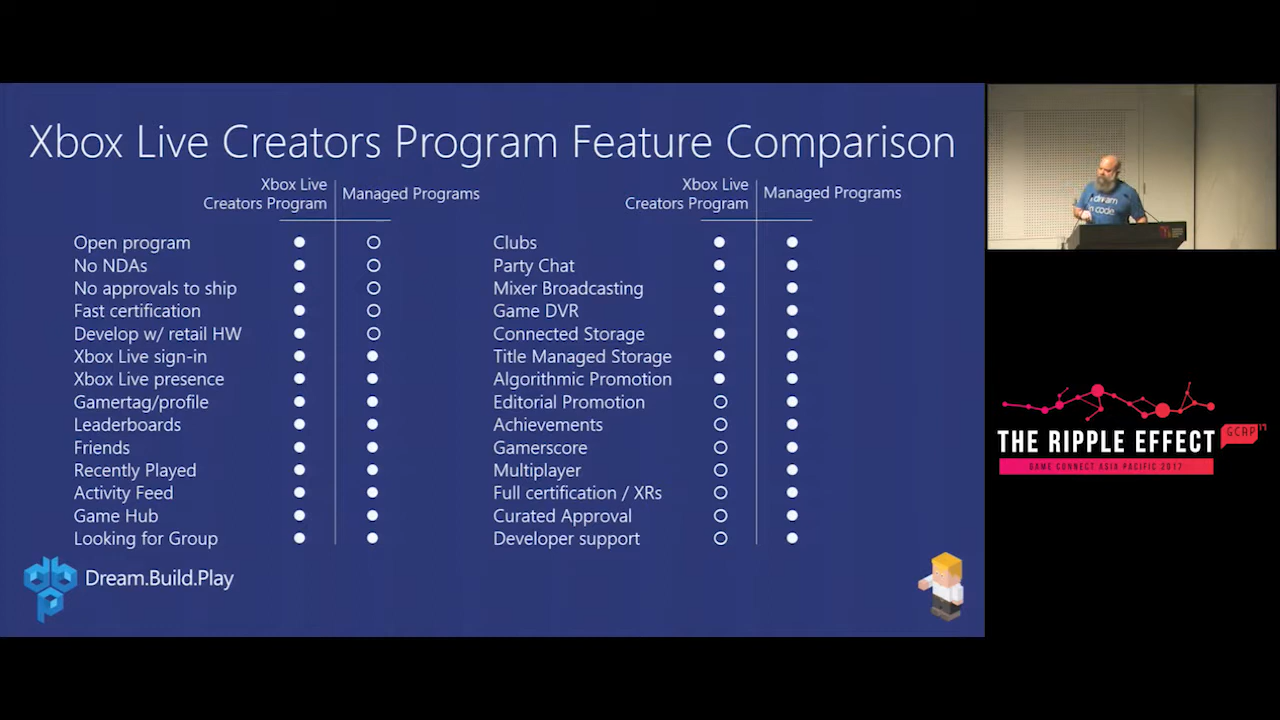 Xbox Live Creators Program Feature Comparison
Xbox Live
Creators Program
Managed Programs
Open program
No NDAs
No approvals to ship
Fast certification
Develop w/ retail HW
Xbox Live sign-in
Xbox Live presence
Gamertag/profile
Leaderboards
Friends
Recently Played
Activity Feed
Game Hub
Looking for Group
Xbox Live
Creators Program
Managed Programs
Clubs
Party Chat
Mixer Broadcasting
Game DVR
Connected Storage
Title Managed Storage
Algorithmic Promotion
Editorial Promotion
Achievements
Gamerscore
Multiplayer
Full certification / XRs
Curated Approval
Developer support
Dream.Build.Play
dream
in code.
THE RIPPLE EFFECT
GCAP
GAME CONNECT ASIA PACIFIC 2017